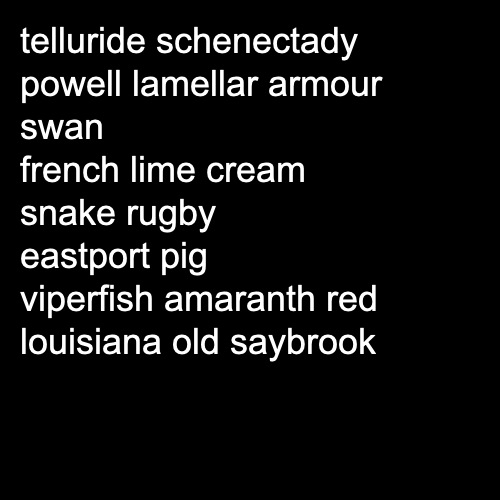 telluride schenectady
powell lamellar armour
swan
french lime cream
snake rugby
eastport pig
viperfish amaranth red
louisiana old saybrook